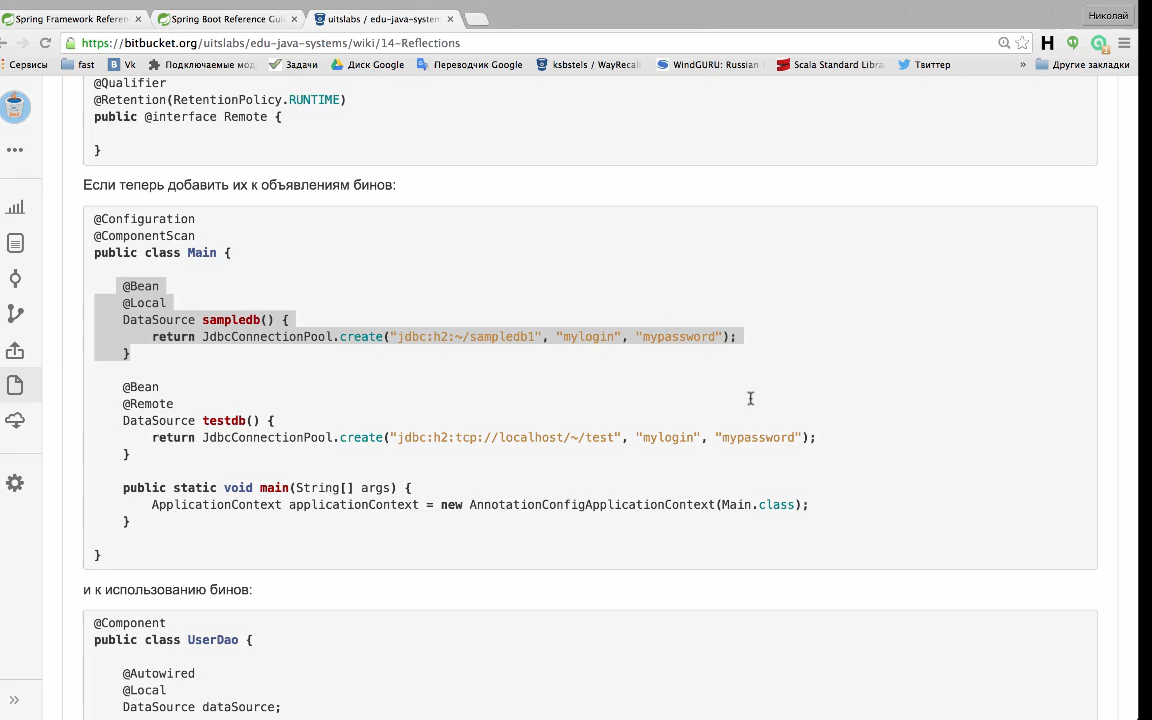 Spring Framework Referen
Spring Boot Reference Gui
uitslabs / edu-java-system
Николай
https://bitbucket.org/uitslabs/edu-java-systems/wiki/14-Reflections
Сервисы
fast
Vk
Подключаемые мод
Задачи
Диск Google
Переводчик Google
ksbstels / WayRecall
WindGURU: Russian
Scala Standard Libra
Твиттер
»
Другие закладки
@Qualifier
@Retention(RetentionPolicy.RUNTIME)
public @interface Remote {
}
Если теперь добавить их к объявлениям бинов:
@Configuration
@ComponentScan
public class Main {
@Bean
@Local
DataSource sampledb() {
return JdbcConnectionPool.create("jdbc:h2:~/sampledb1", "mylogin", "mypassword");
}
@Bean
@Remote
DataSource testdb() {
return JdbcConnectionPool.create("jdbc:h2:tcp://localhost/~/test", "mylogin", "mypassword");
}
public static void main(String[] args) {
ApplicationContext applicationContext = new AnnotationConfigApplicationContext(Main.class);
}
}
и к использованию бинов:
@Component
public class UserDao {
@Autowired
@Local
DataSource dataSource;